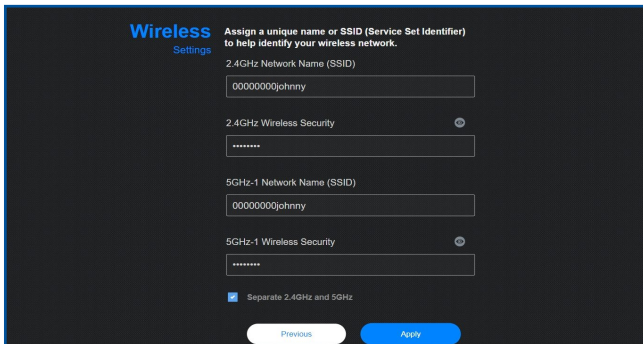 Wireless
Settings
Assign a unique name or SSID (Service Set Identifier)
to help identify your wireless network.
2.4GHz Network Name (SSID)
00000000johnny
2.4GHz Wireless Security
••••••••
5GHz-1 Network Name (SSID)
00000000johnny
5GHz-1 Wireless Security
••••••••
Separate 2.4GHz and 5GHz
Previous
Apply